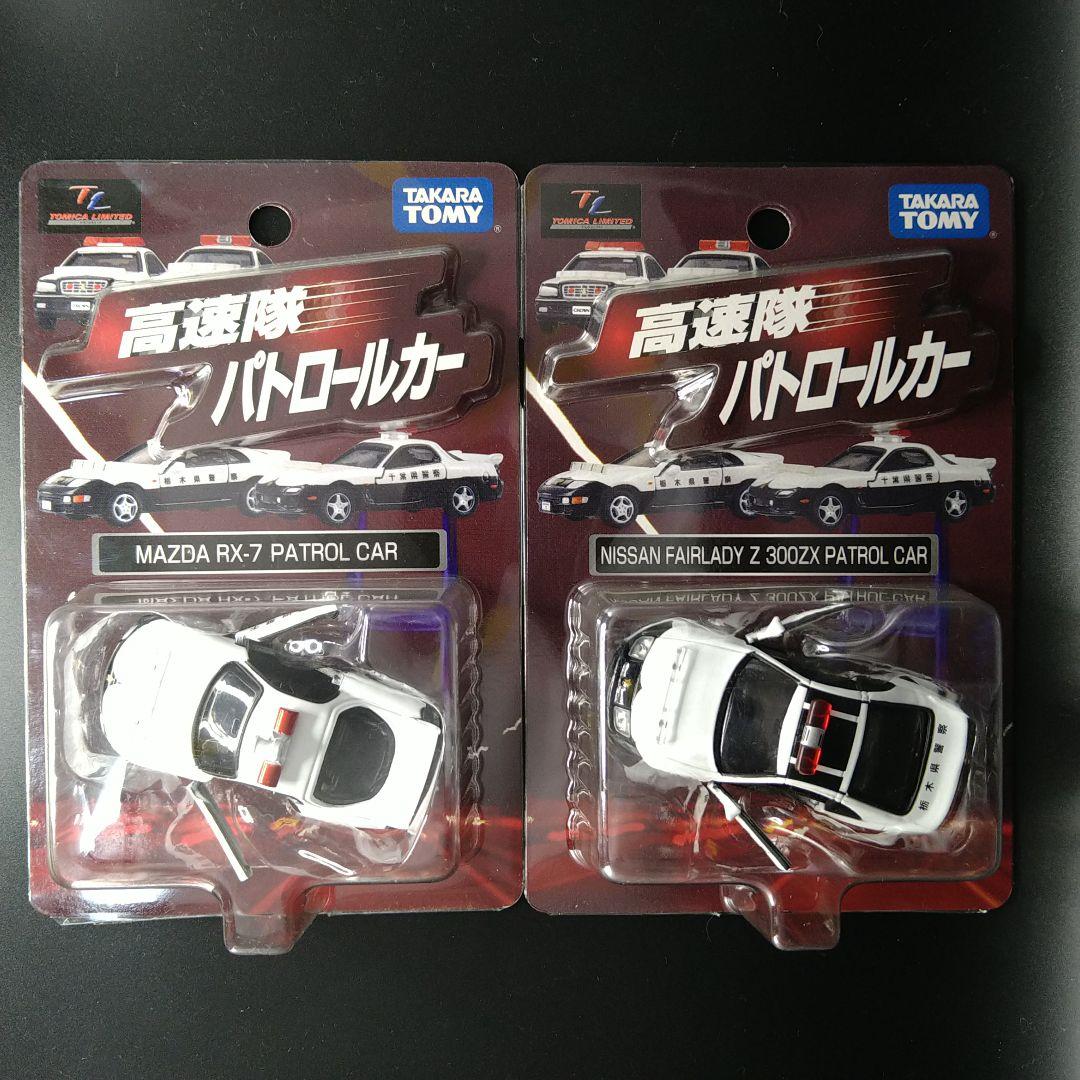 TL
TOMICA LIMITED
TAKARA
TOMY
®
高速隊
パトロールカー
栃木県警察
千葉県警察
MAZDA RX-7 PATROL CAR
TL
TOMICA LIMITED
TAKARA
TOMY
®
CROWN
高速隊
パトロールカー
栃木県警察
千葉県警察
NISSAN FAIRLADY Z 300ZX PATROL CAR
栃木県警察